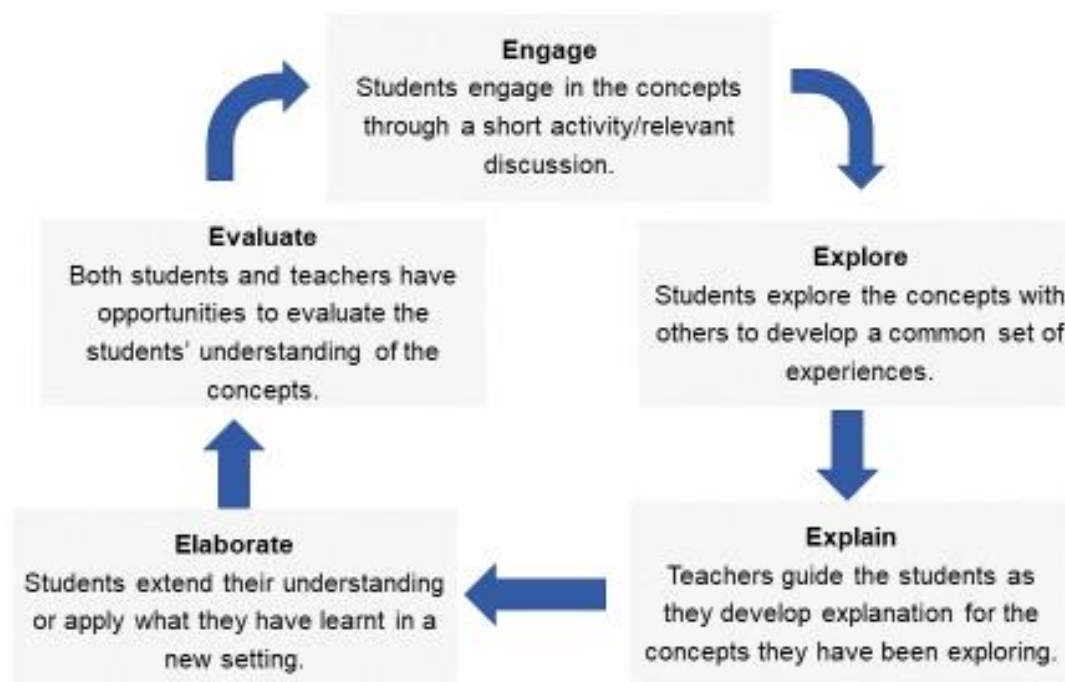 Engage
Students engage in the concepts
through a short activity/relevant
discussion.
Explore
Students explore the concepts with
others to develop a common set of
experiences.
Explain
Teachers guide the students as
they develop explanation for the
concepts they have been exploring.
Elaborate
Students extend their understanding
or apply what they have learnt in a
new setting.
Evaluate
Both students and teachers have
opportunities to evaluate the
students' understanding of the
concepts.